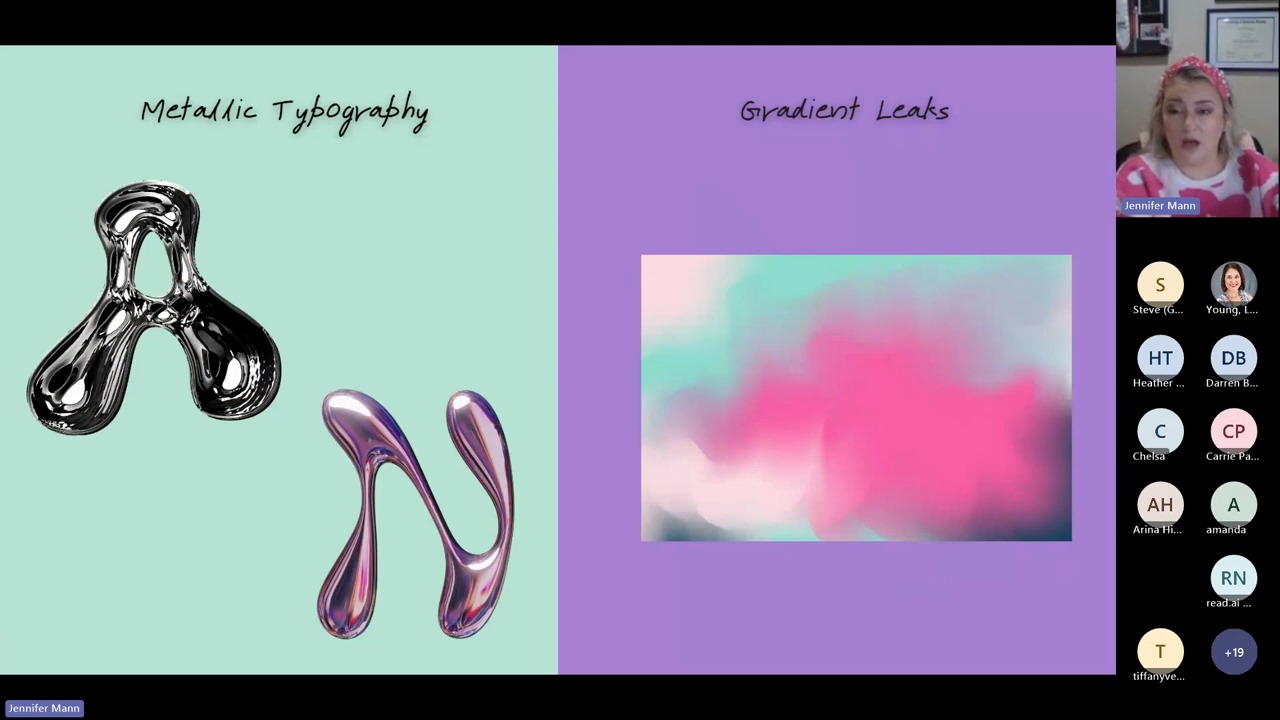 Metallic Typography
Gradient Leaks
A
N
Jennifer Mann
S
Steve (G...
Young, L...
HT
Heather ...
DB
Darren B...
C
Chelsa
CP
Carrie Pa...
AH
Arina Hi...
A
amanda
RN
read.ai ...
T
tiffanyve...
+19
Jennifer Mann